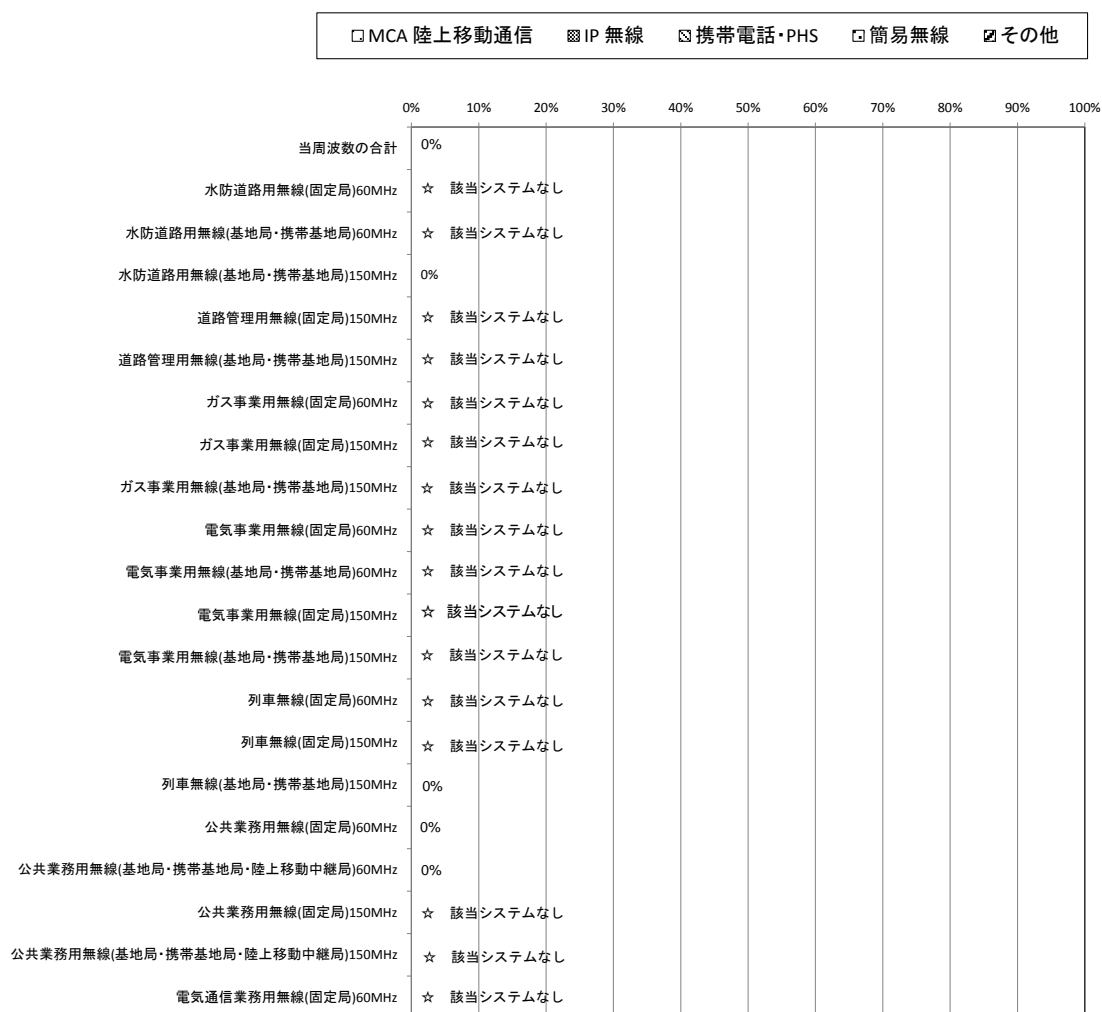 MCA 陸上移動通信 IP 無線 携帯電話・PHS 簡易無線 その他
0% 10% 20% 30% 40% 50% 60% 70% 80% 90% 100%
当周波数の合計 0%
水防道路用無線(固定局)60MHz ☆ 該当システムなし
水防道路用無線(基地局・携帯基地局)60MHz ☆ 該当システムなし
水防道路用無線(基地局・携帯基地局)150MHz 0%
道路管理用無線(固定局)150MHz ☆ 該当システムなし
道路管理用無線(基地局・携帯基地局)150MHz ☆ 該当システムなし
ガス事業用無線(固定局)60MHz ☆ 該当システムなし
ガス事業用無線(固定局)150MHz ☆ 該当システムなし
ガス事業用無線(基地局・携帯基地局)150MHz ☆ 該当システムなし
電気事業用無線(固定局)60MHz ☆ 該当システムなし
電気事業用無線(基地局・携帯基地局)60MHz ☆ 該当システムなし
電気事業用無線(固定局)150MHz ☆ 該当システムなし
電気事業用無線(基地局・携帯基地局)150MHz ☆ 該当システムなし
列車無線(固定局)60MHz ☆ 該当システムなし
列車無線(固定局)150MHz ☆ 該当システムなし
列車無線(基地局・携帯基地局)150MHz 0%
公共業務用無線(固定局)60MHz 0%
公共業務用無線(基地局・携帯基地局・陸上移動中継局)60MHz 0%
公共業務用無線(固定局)150MHz ☆ 該当システムなし
公共業務用無線(基地局・携帯基地局・陸上移動中継局)150MHz ☆ 該当システムなし
電気通信業務用無線(固定局)60MHz ☆ 該当システムなし